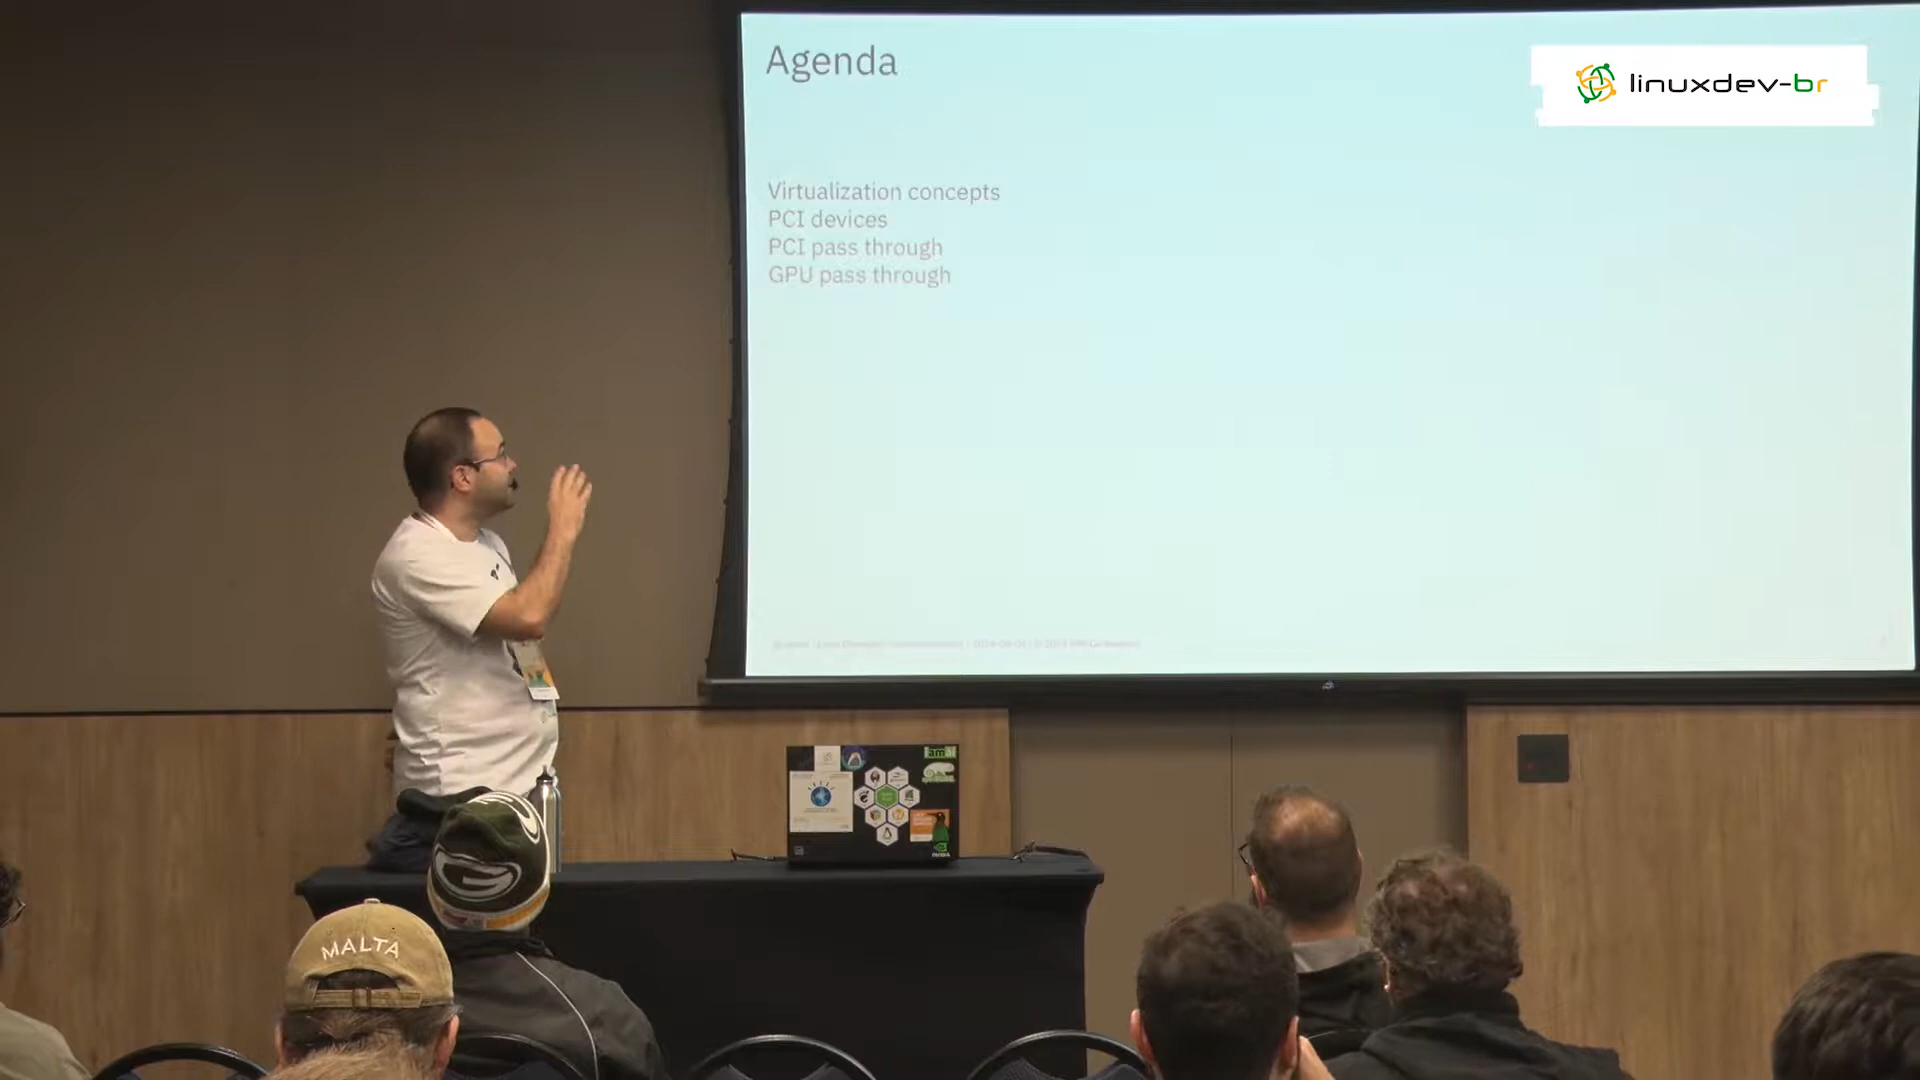 Agenda
linuxdev-br
Virtualization concepts
PCI devices
PCI pass through
GPU pass through
MALTA